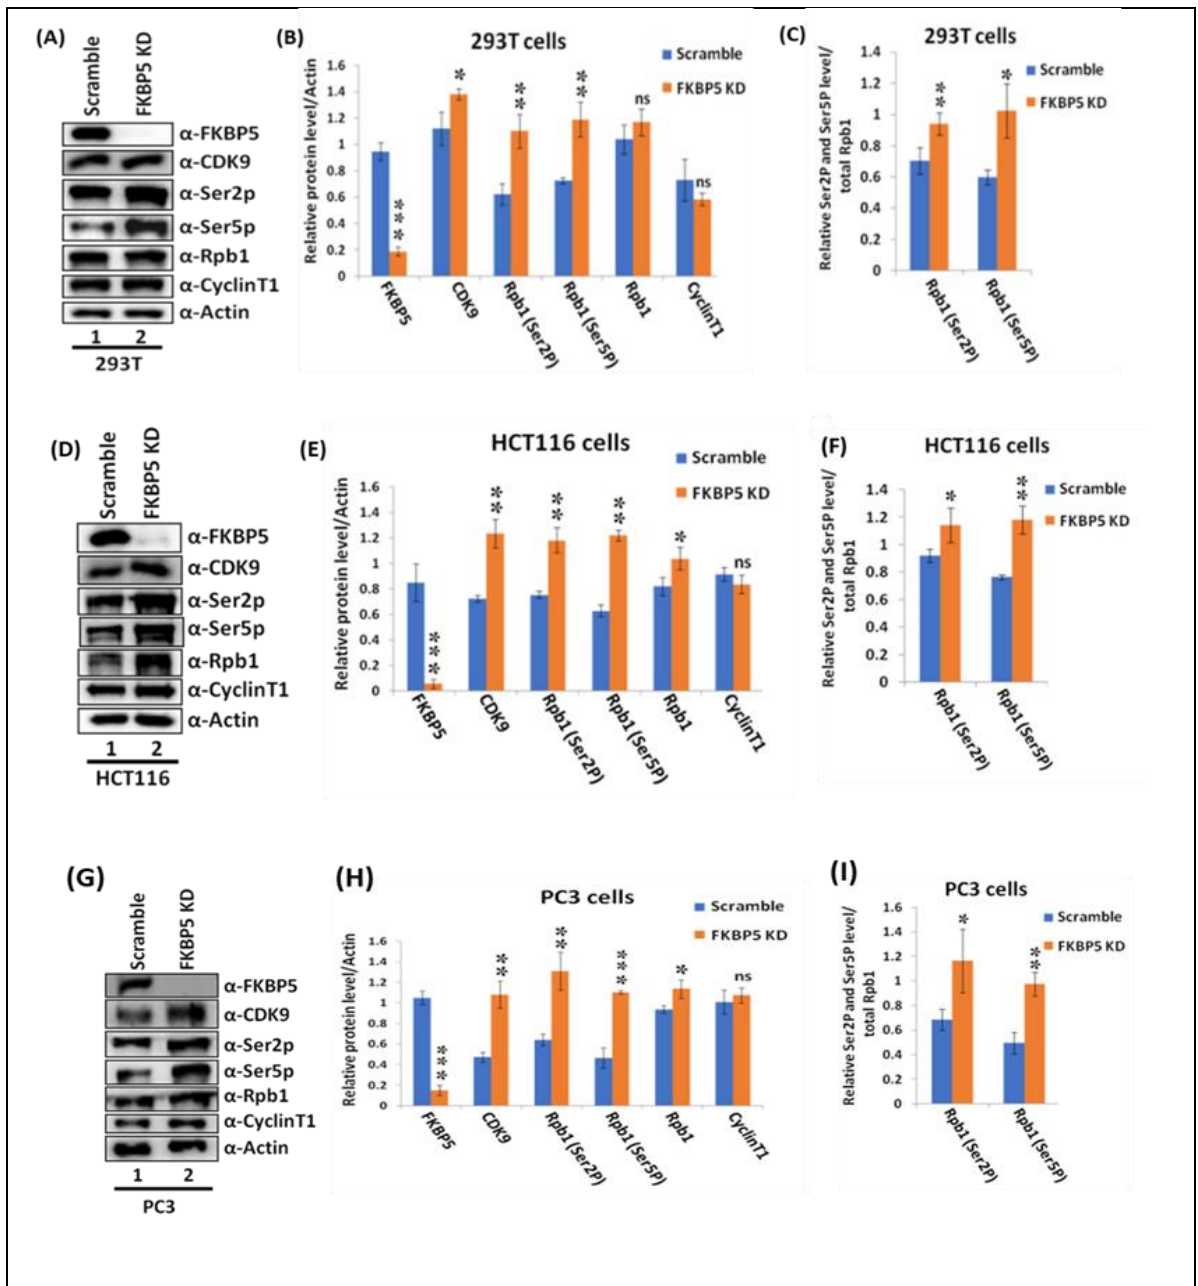 (A)
Scramble
FKBP5 KD
α-FKBP5
α-CDK9
α-Ser2p
α-Ser5p
α-Rpb1
α-CyclinT1
α-Actin
1 2
293T
(B)
293T cells
Scramble
FKBP5 KD
Relative protein level/Actin
1.6
1.4
1.2
1
0.8
0.6
0.4
0.2
0
***
*
**
**
ns
ns
FKBP5
CDK9
Rpb1 (Ser2P)
Rpb1 (Ser5P)
Rpb1
CyclinT1
(C)
293T cells
Scramble
FKBP5 KD
Relative Ser2P and Ser5P level/
total Rpb1
1.4
1.2
1
0.8
0.6
0.4
0.2
0
**
*
Rpb1 (Ser2P)
Rpb1 (Ser5P)
(D)
Scramble
FKBP5 KD
α-FKBP5
α-CDK9
α-Ser2p
α-Ser5p
α-Rpb1
α-CyclinT1
α-Actin
1 2
HCT116
(E)
HCT116 cells
Scramble
FKBP5 KD
Relative protein level/Actin
1.6
1.4
1.2
1
0.8
0.6
0.4
0.2
0
***
**
**
**
*
ns
FKBP5
CDK9
Rpb1 (Ser2P)
Rpb1 (Ser5P)
Rpb1
CyclinT1
(F)
HCT116 cells
Scramble
FKBP5 KD
Relative Ser2P and Ser5P level/
total Rpb1
1.4
1.2
1
0.8
0.6
0.4
0.2
0
*
**
Rpb1 (Ser2P)
Rpb1 (Ser5P)
(G)
Scramble
FKBP5 KD
α-FKBP5
α-CDK9
α-Ser2p
α-Ser5p
α-Rpb1
α-CyclinT1
α-Actin
1 2
PC3
(H)
PC3 cells
Scramble
FKBP5 KD
Relative protein level/Actin
1.6
1.4
1.2
1
0.8
0.6
0.4
0.2
0
***
**
**
***
*
ns
FKBP5
CDK9
Rpb1 (Ser2P)
Rpb1 (Ser5P)
Rpb1
CyclinT1
(I)
PC3 cells
Scramble
FKBP5 KD
Relative Ser2P and Ser5P level/
total Rpb1
1.6
1.4
1.2
1
0.8
0.6
0.4
0.2
0
*
**
Rpb1 (Ser2P)
Rpb1 (Ser5P)